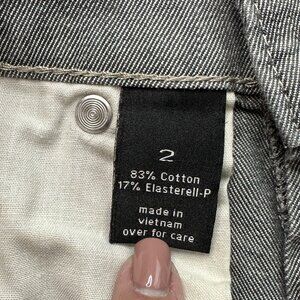 2
83% Cotton
17% Elasterell-P
made in
vietnam
over for care